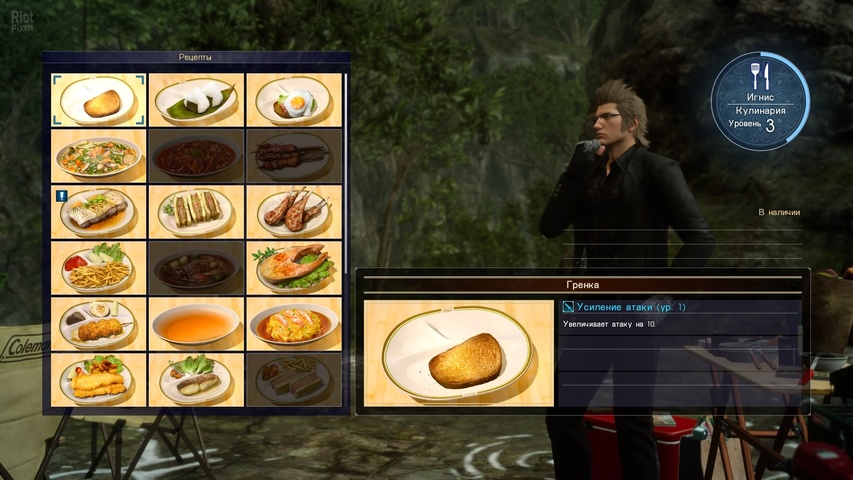 Riot
Pixels
Рецепты
Игнис
Кулинария
Уровень 3
В наличии
Гренка
Усиление атаки (ур. 1)
Увеличивает атаку на 10.
Coleman